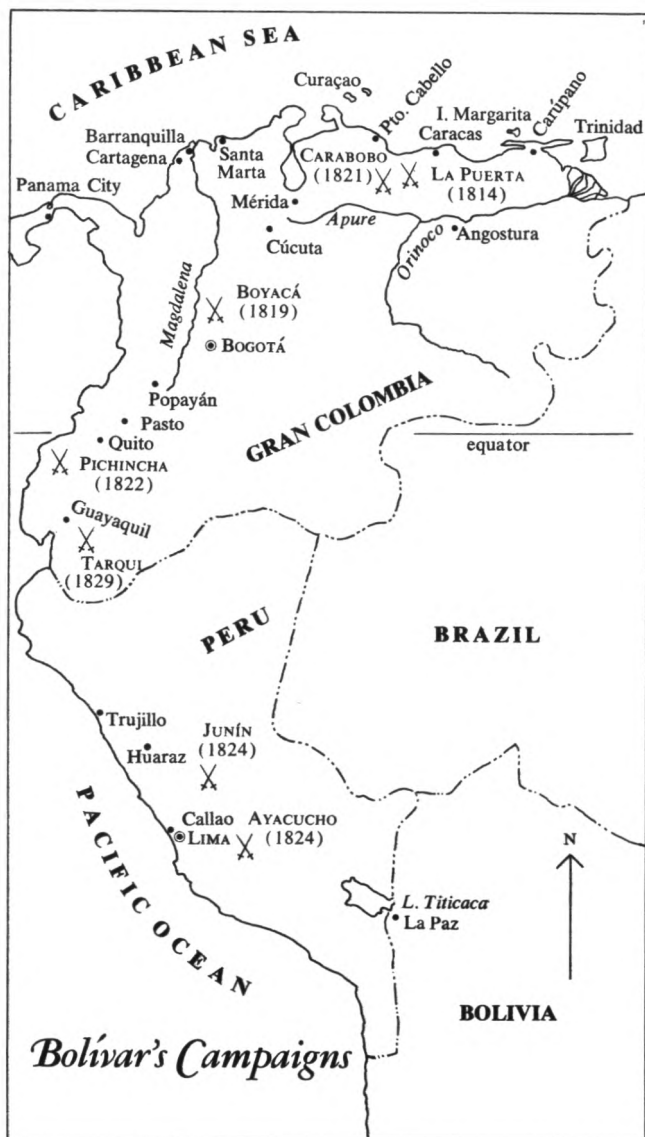 CARIBBEAN SEA
Curaçao
Pto. Cabello
I. Margarita
Caracas
Carúpano
Trinidad
Barranquilla
Cartagena
Santa
Marta
CARABOBO
(1821)
LA PUERTA
(1814)
Panama City
Mérida
Apure
Cúcuta
Orinoco
Angostura
Magdalena
BOYACÁ
(1819)
BOGOTÁ
Popayán
Pasto
Quito
GRAN COLOMBIA
equator
PICHINCHA
(1822)
Guayaquil
TARQUI
(1829)
PERU
BRAZIL
Trujillo
Huaraz
JUNÍN
(1824)
Callao
LIMA
AYACUCHO
(1824)
PACIFIC OCEAN
N
L. Titicaca
La Paz
BOLIVIA
Bolívar's Campaigns